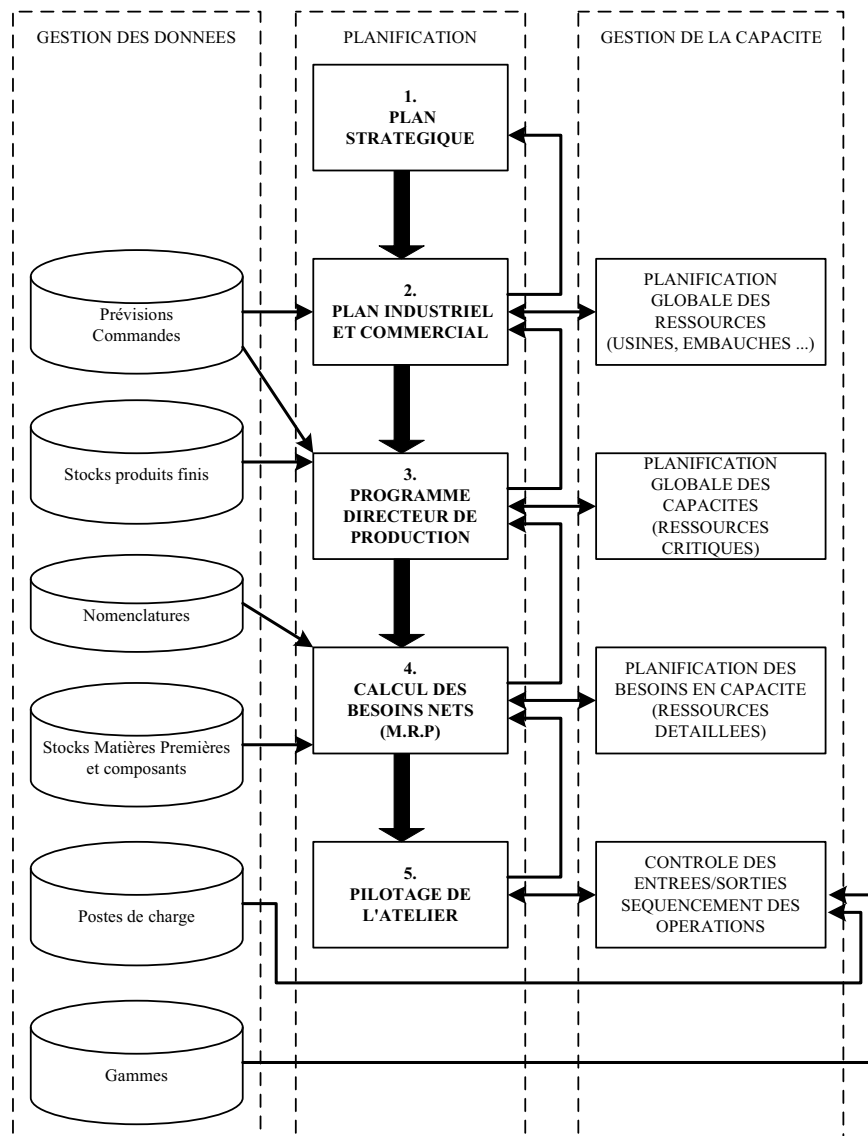 GESTION DES DONNEES
PLANIFICATION
GESTION DE LA CAPACITE
1.
PLAN
STRATEGIQUE
Prévisions
Commandes
2.
PLAN INDUSTRIEL
ET COMMERCIAL
PLANIFICATION
GLOBALE DES
RESSOURCES
(USINES, EMBAUCHES ...)
Stocks produits finis
3.
PROGRAMME
DIRECTEUR DE
PRODUCTION
PLANIFICATION
GLOBALE DES
CAPACITES
(RESSOURCES
CRITIQUES)
Nomenclatures
4.
CALCUL DES
BESOINS NETS
(M.R.P)
PLANIFICATION DES
BESOINS EN CAPACITE
(RESSOURCES
DETAILLEES)
Stocks Matières Premières
et composants
Postes de charge
5.
PILOTAGE DE
L'ATELIER
CONTROLE DES
ENTREES/SORTIES
SEQUENCEMENT DES
OPERATIONS
Gammes